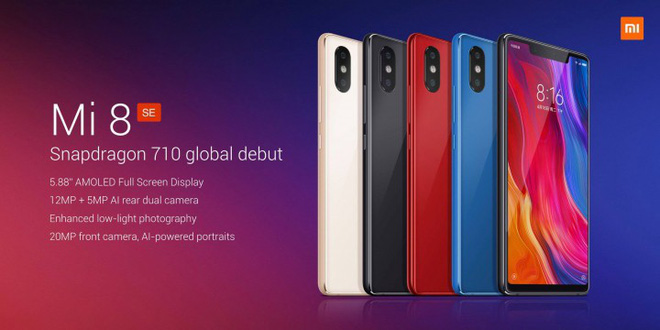 mi
Mi 8 SE
Snapdragon 710 global debut
5.88" AMOLED Full Screen Display
12MP + 5MP AI rear dual camera
Enhanced low-light photography
20MP front camera, AI-powered portraits
8:16